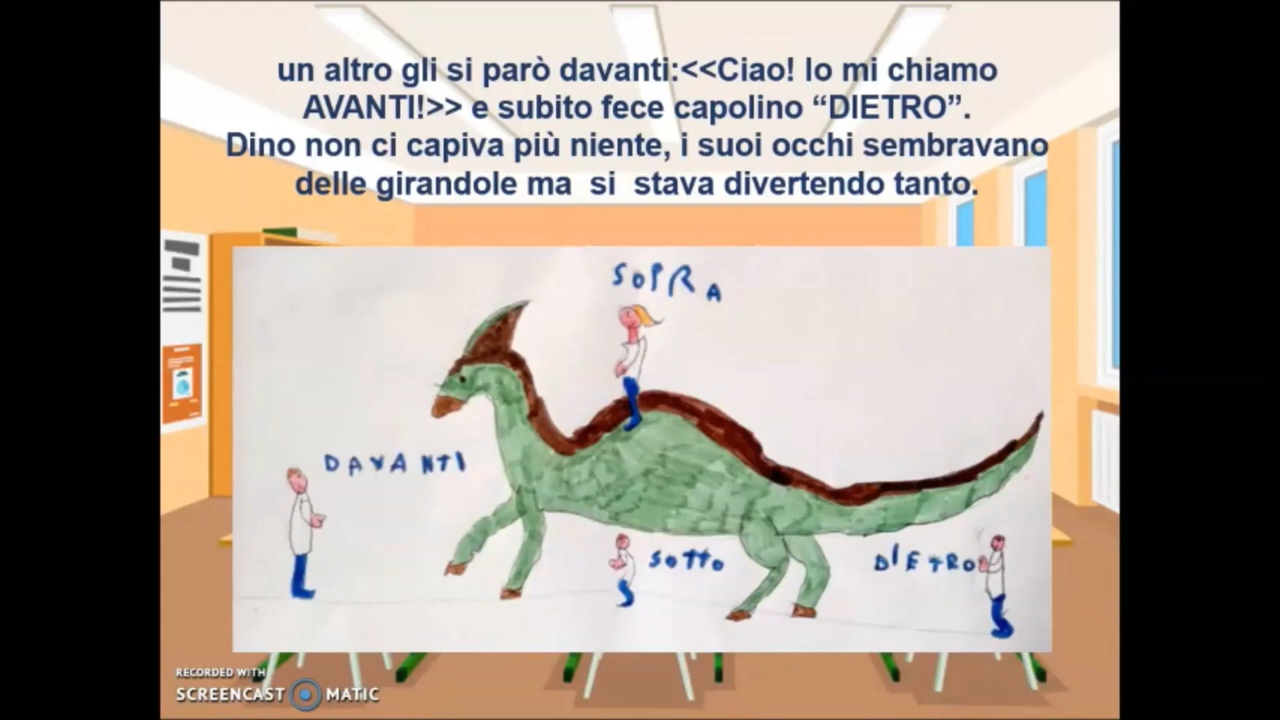 un altro gli si parò davanti:<<Ciao! Io mi chiamo
AVANTI!>> e subito fece capolino “DIETRO”.
Dino non ci capiva più niente, i suoi occhi sembravano
delle girandole ma si stava divertendo tanto.
SOPRA
DAVANTI
SOTTO
DIETRO
RECORDED WITH
SCREENCAST MATIC